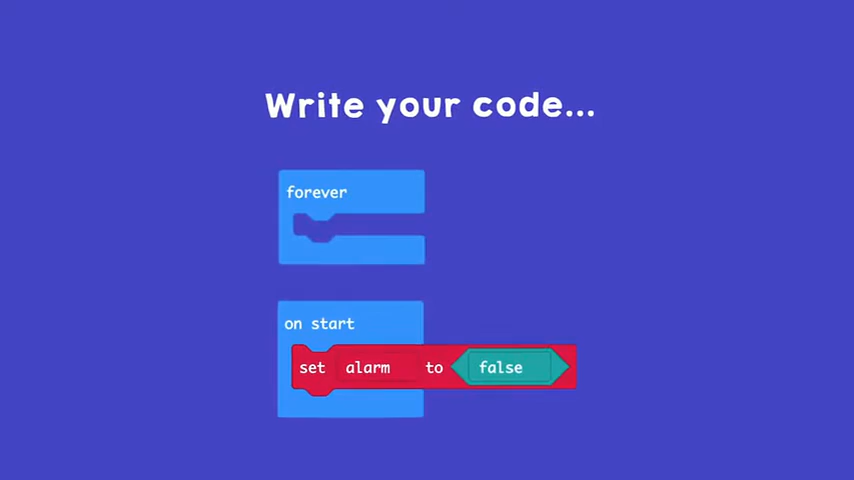 Write your code...
forever
on start
set alarm to false